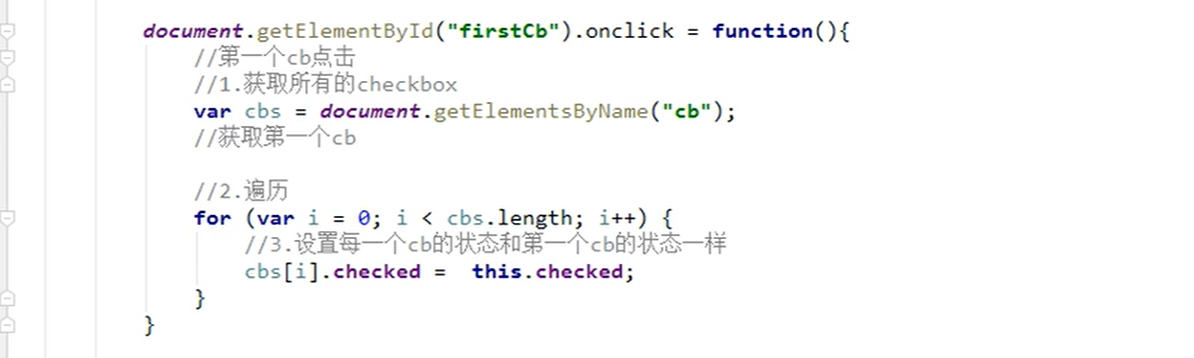 document.getElementById("firstCb").onclick = function(){
//第一个cb点击
//1.获取所有的checkbox
var cbs = document.getElementsByName("cb");
//获取第一个cb
//2.遍历
for (var i = 0; i < cbs.length; i++) {
//3.设置每一个cb的状态和第一个cb的状态一样
cbs[i].checked =  this.checked;
}
}